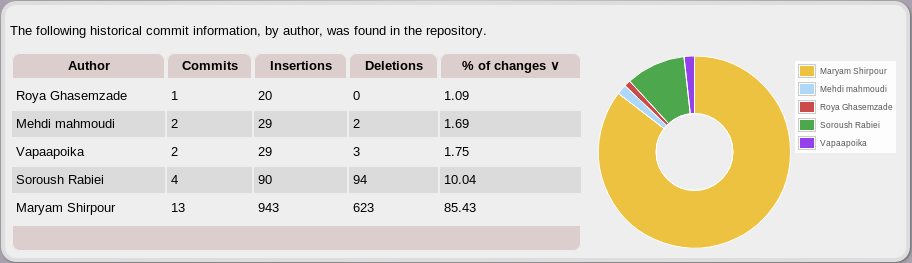 The following historical commit information, by author, was found in the repository.
Author Commits Insertions Deletions % of changes ∨
Roya Ghasemzade 1 20 0 1.09
Mehdi mahmoudi 2 29 2 1.69
Vapaapoika 2 29 3 1.75
Soroush Rabiei 4 90 94 10.04
Maryam Shirpour 13 943 623 85.43
Maryam Shirpour
Mehdi mahmoudi
Roya Ghasemzade
Soroush Rabiei
Vapaapoika